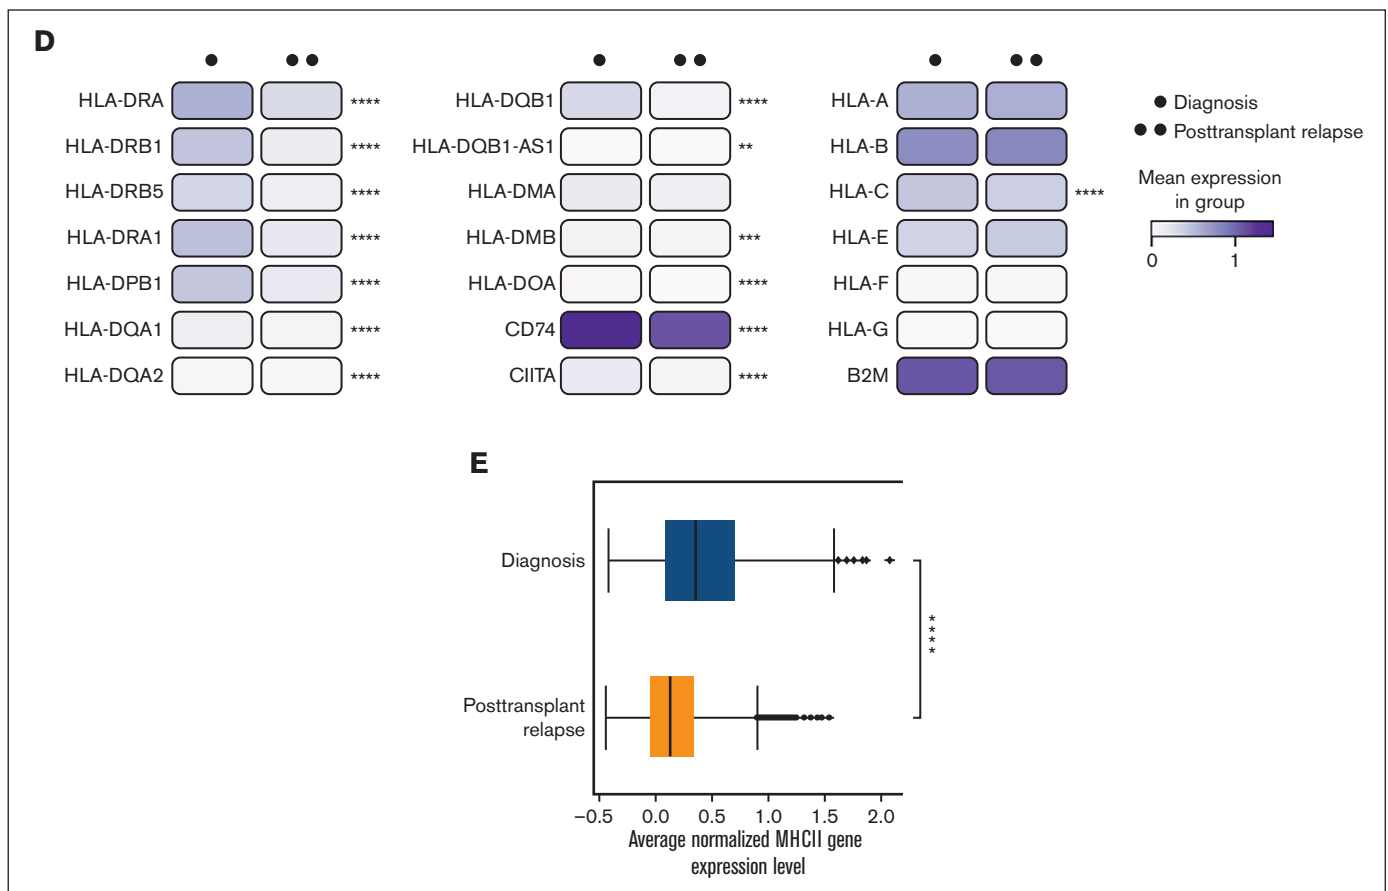 D
HLA-DRA ****
HLA-DRB1 ****
HLA-DRB5 ****
HLA-DRA1 ****
HLA-DPB1 ****
HLA-DQA1 ****
HLA-DQA2 ****
HLA-DQB1 ****
HLA-DQB1-AS1 **
HLA-DMA
HLA-DMB ***
HLA-DOA ****
CD74 ****
CIITA ****
HLA-A
HLA-B
HLA-C ****
HLA-E
HLA-F
HLA-G
B2M
Diagnosis
Posttransplant relapse
Mean expression
in group
0 1
E
Diagnosis
Posttransplant
relapse
****
−0.5 0.0 0.5 1.0 1.5 2.0
Average normalized MHCII gene
expression level